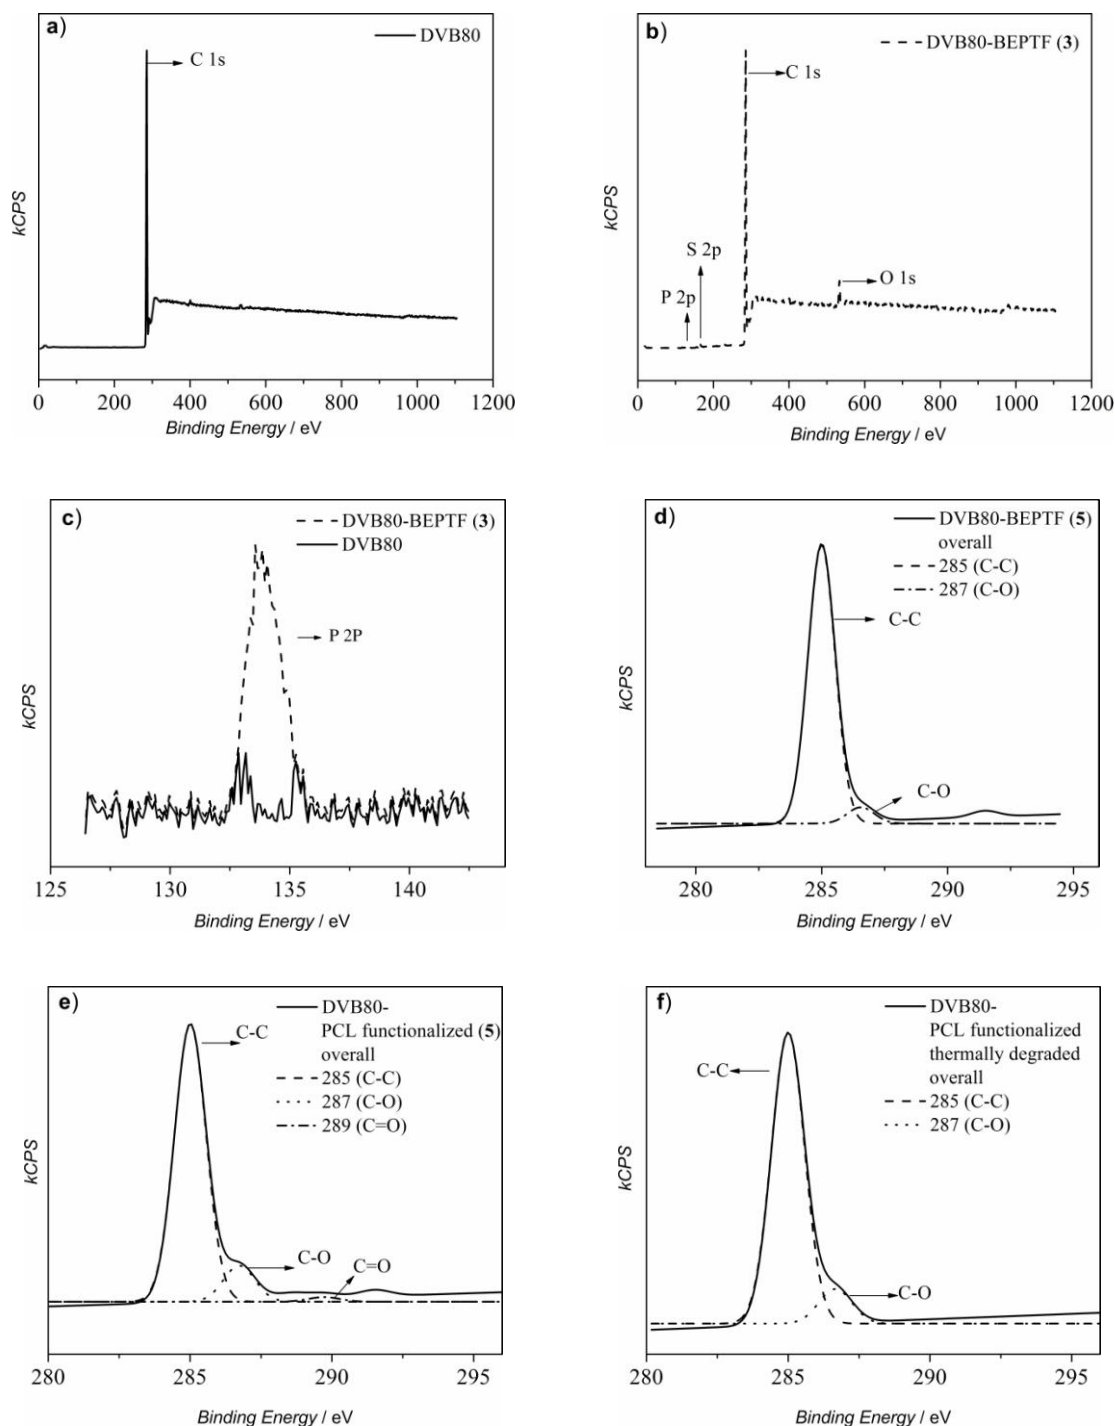 a)
DVB80
C 1s
kCPS
0 200 400 600 800 1000 1200
Binding Energy / eV
b)
DVB80-BEPTF (3)
C 1s
S 2p
P 2p
O 1s
kCPS
0 200 400 600 800 1000 1200
Binding Energy / eV
c)
DVB80-BEPTF (3)
DVB80
P 2P
kCPS
125 130 135 140
Binding Energy / eV
d)
DVB80-BEPTF (5)
overall
285 (C-C)
287 (C-O)
C-C
C-O
kCPS
280 285 290 295
Binding Energy / eV
e)
DVB80-
PCL functionalized (5)
overall
285 (C-C)
287 (C-O)
289 (C=O)
C-C
C-O
C=O
kCPS
280 285 290 295
Binding Energy / eV
f)
DVB80-
PCL functionalized
thermally degraded
overall
285 (C-C)
287 (C-O)
C-C
C-O
kCPS
280 285 290 295
Binding Energy / eV